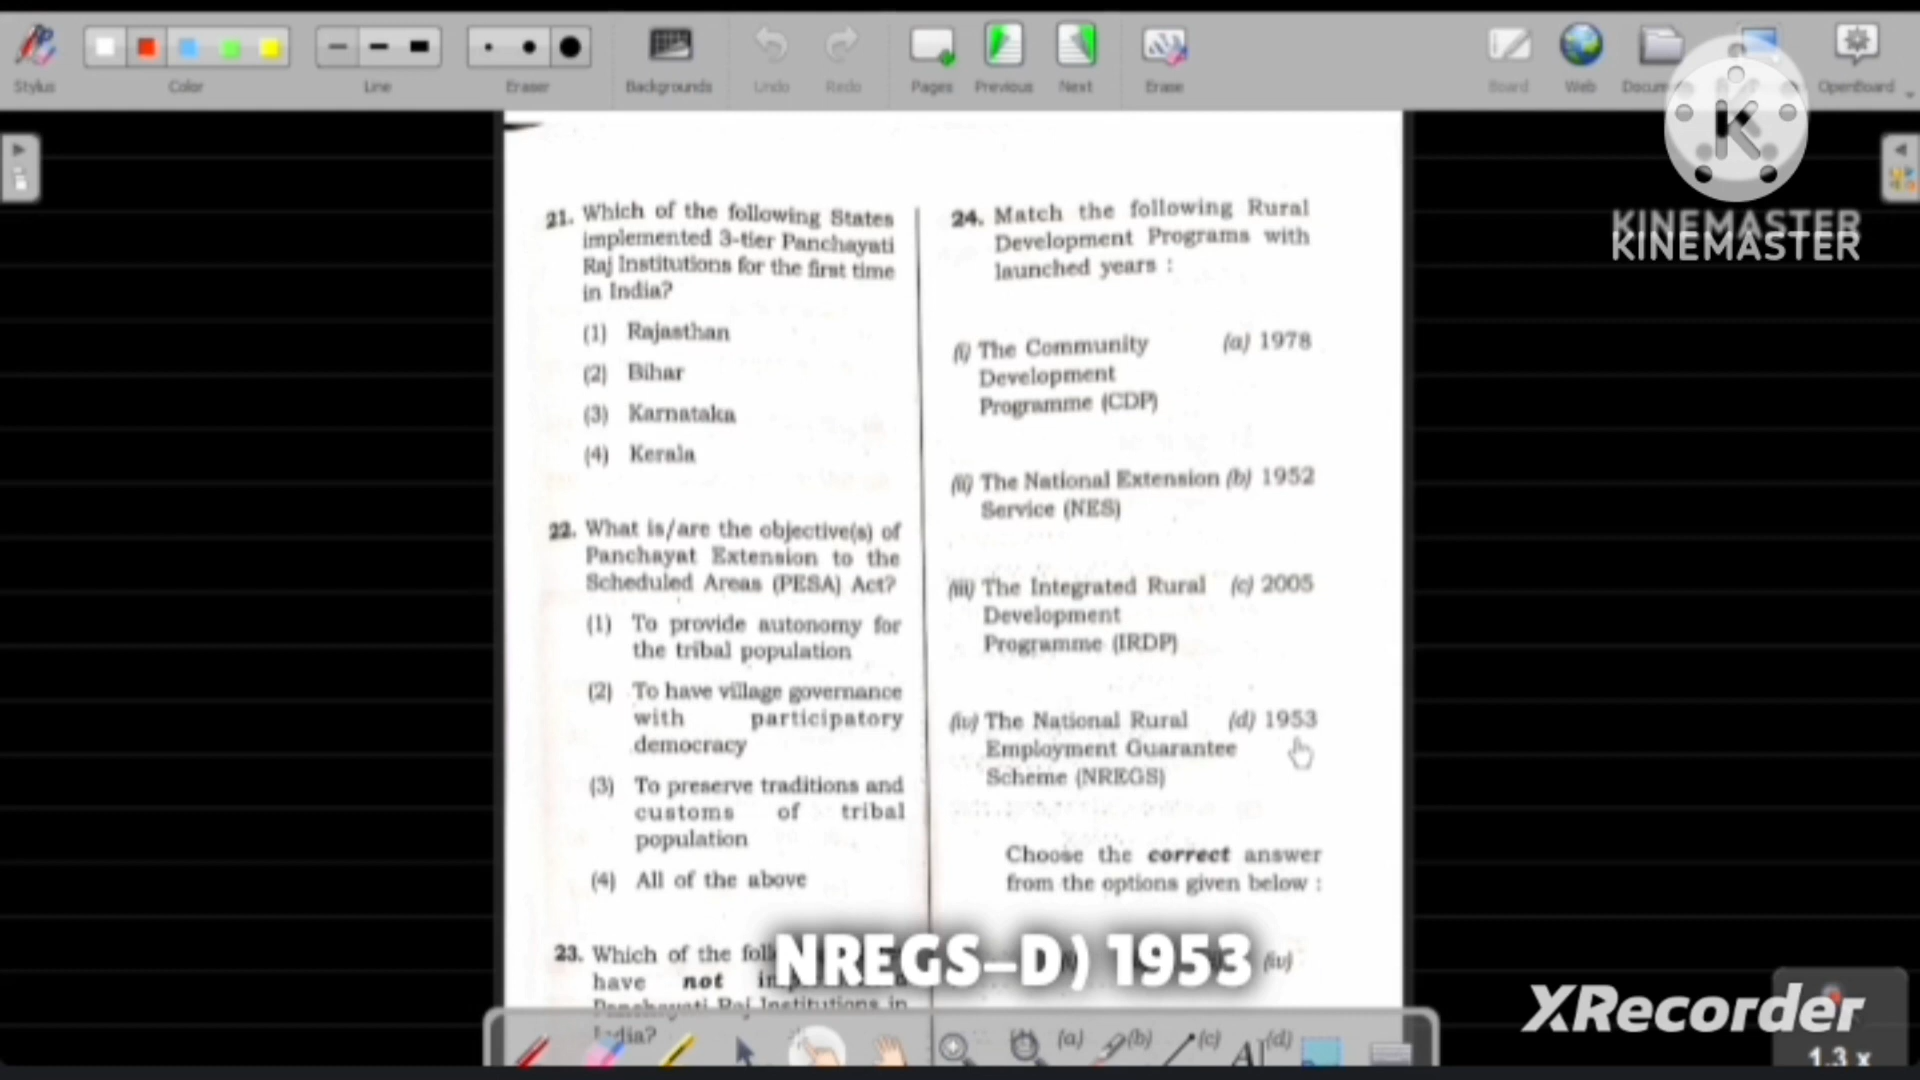 Stylus
Color
Line
Eraser
Backgrounds
Undo
Redo
Pages
Previous
Next
Erase
Board
Web
OpenBoard
K
KINEMASTER
KINEMASTER
21. Which of the following States
implemented 3-tier Panchayati
Raj Institutions for the first time
in India?
(1) Rajasthan
(2) Bihar
(3) Karnataka
(4) Kerala
22. What is/are the objective(s) of
Panchayat Extension to the
Scheduled Areas (PESA) Act?
(1) To provide autonomy for
the tribal population
(2) To have village governance
with participatory
democracy
(3) To preserve traditions and
customs of tribal
population
(4) All of the above
23. Which of the
have not
Panchayati Raj Institutions in
24. Match the following Rural
Development Programs with
launched years :
(i) The Community (a) 1978
Development
Programme (CDP)
(ii) The National Extension (b) 1952
Service (NES)
(iii) The Integrated Rural (c) 2005
Development
Programme (IRDP)
(iv) The National Rural (d) 1953
Employment Guarantee
Scheme (NREGS)
Choose the correct answer
from the options given below :
(iv)
(a) (b) (c) (d)
NREGS–D) 1953
XRecorder
1.3 x